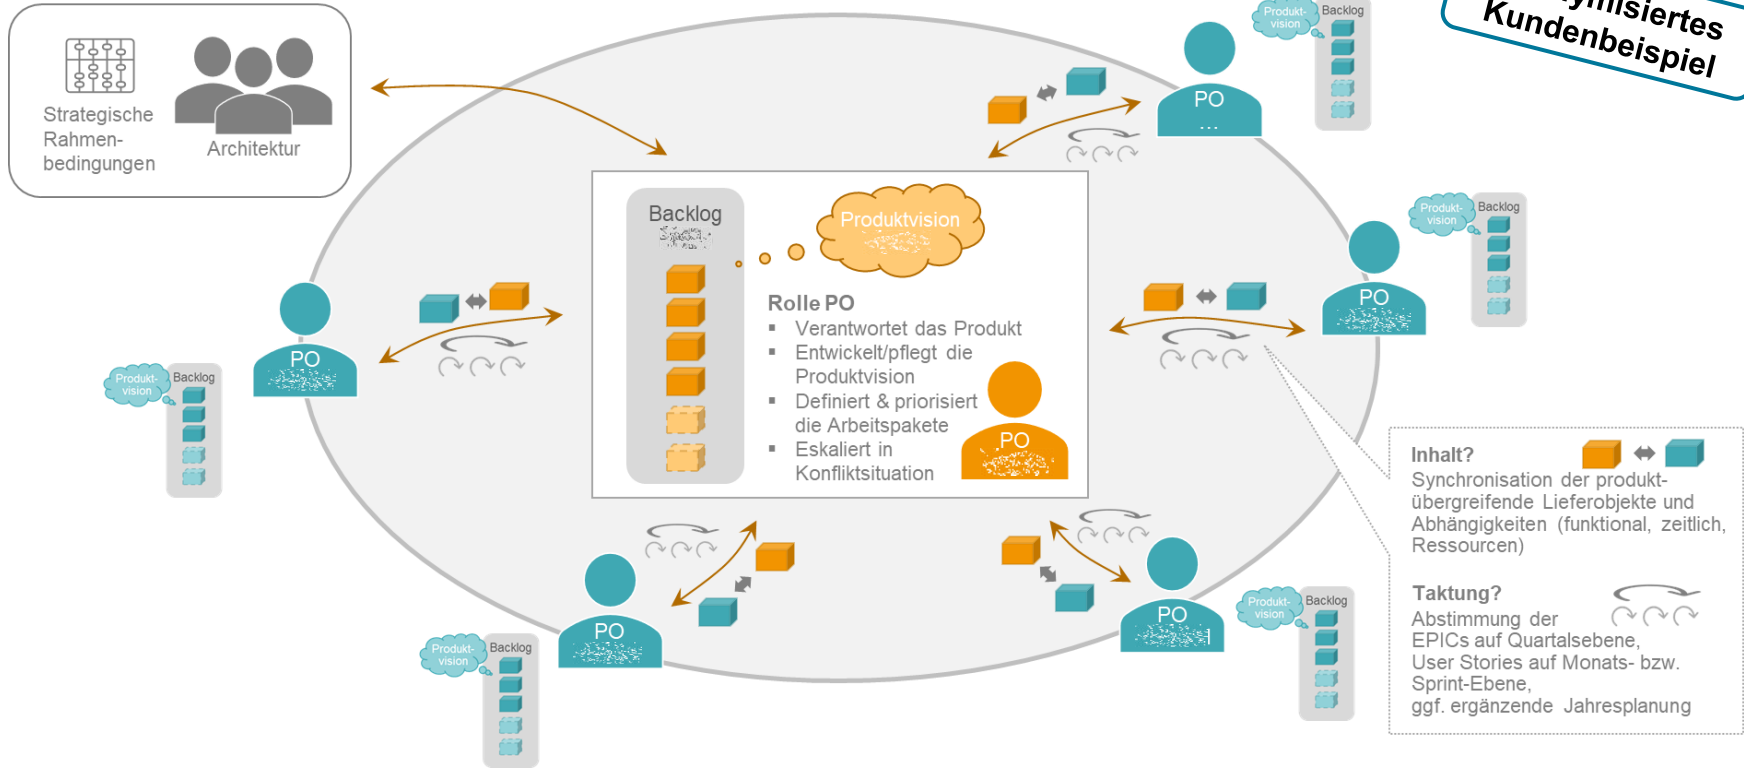 Strategische
Rahmen-
bedingungen
Architektur
Produkt-
vision
Backlog
Kundenbeispiel
PO
...
Backlog
Produktvision
Rolle PO
▪ Verantwortet das Produkt
▪ Entwickelt/pflegt die
Produktvision
▪ Definiert & priorisiert
die Arbeitspakete
▪ Eskaliert in
Konfliktsituation
PO
Produkt-
vision
Backlog
PO
PO
Produkt-
vision
Backlog
Inhalt?
Synchronisation der produkt-
übergreifende Lieferobjekte und
Abhängigkeiten (funktional, zeitlich,
Ressourcen)
Taktung?
Abstimmung der
EPICs auf Quartalsebene,
User Stories auf Monats- bzw.
Sprint-Ebene,
ggf. ergänzende Jahresplanung
PO
Produkt-
vision
Backlog
PO
Produkt-
vision
Backlog